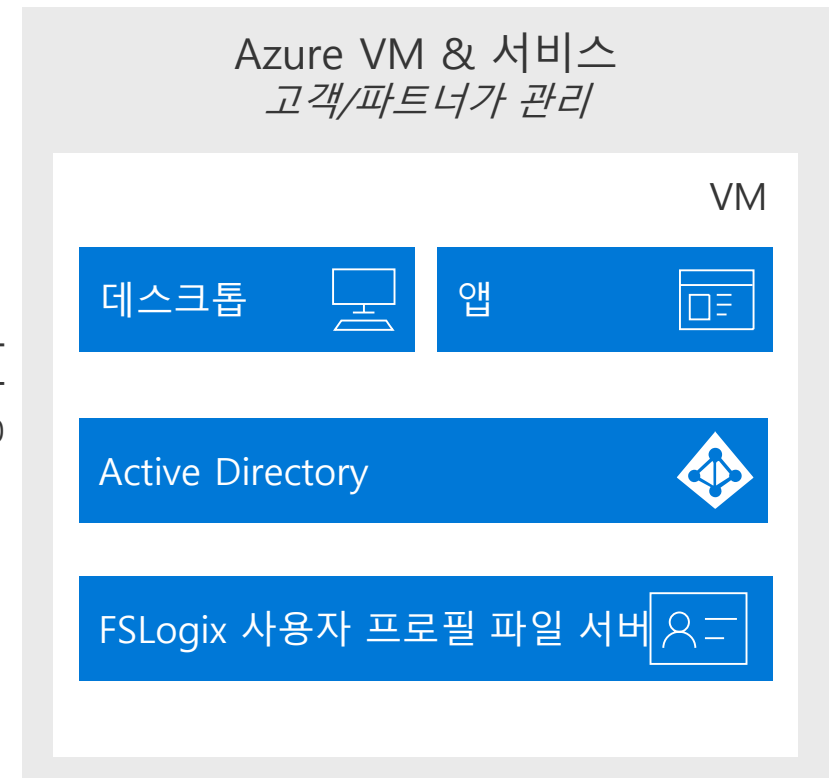 Azure VM & 서비스
고객/파트너가 관리
VM
데스크톱
앱
Active Directory
FSLogix 사용자 프로필 파일 서버